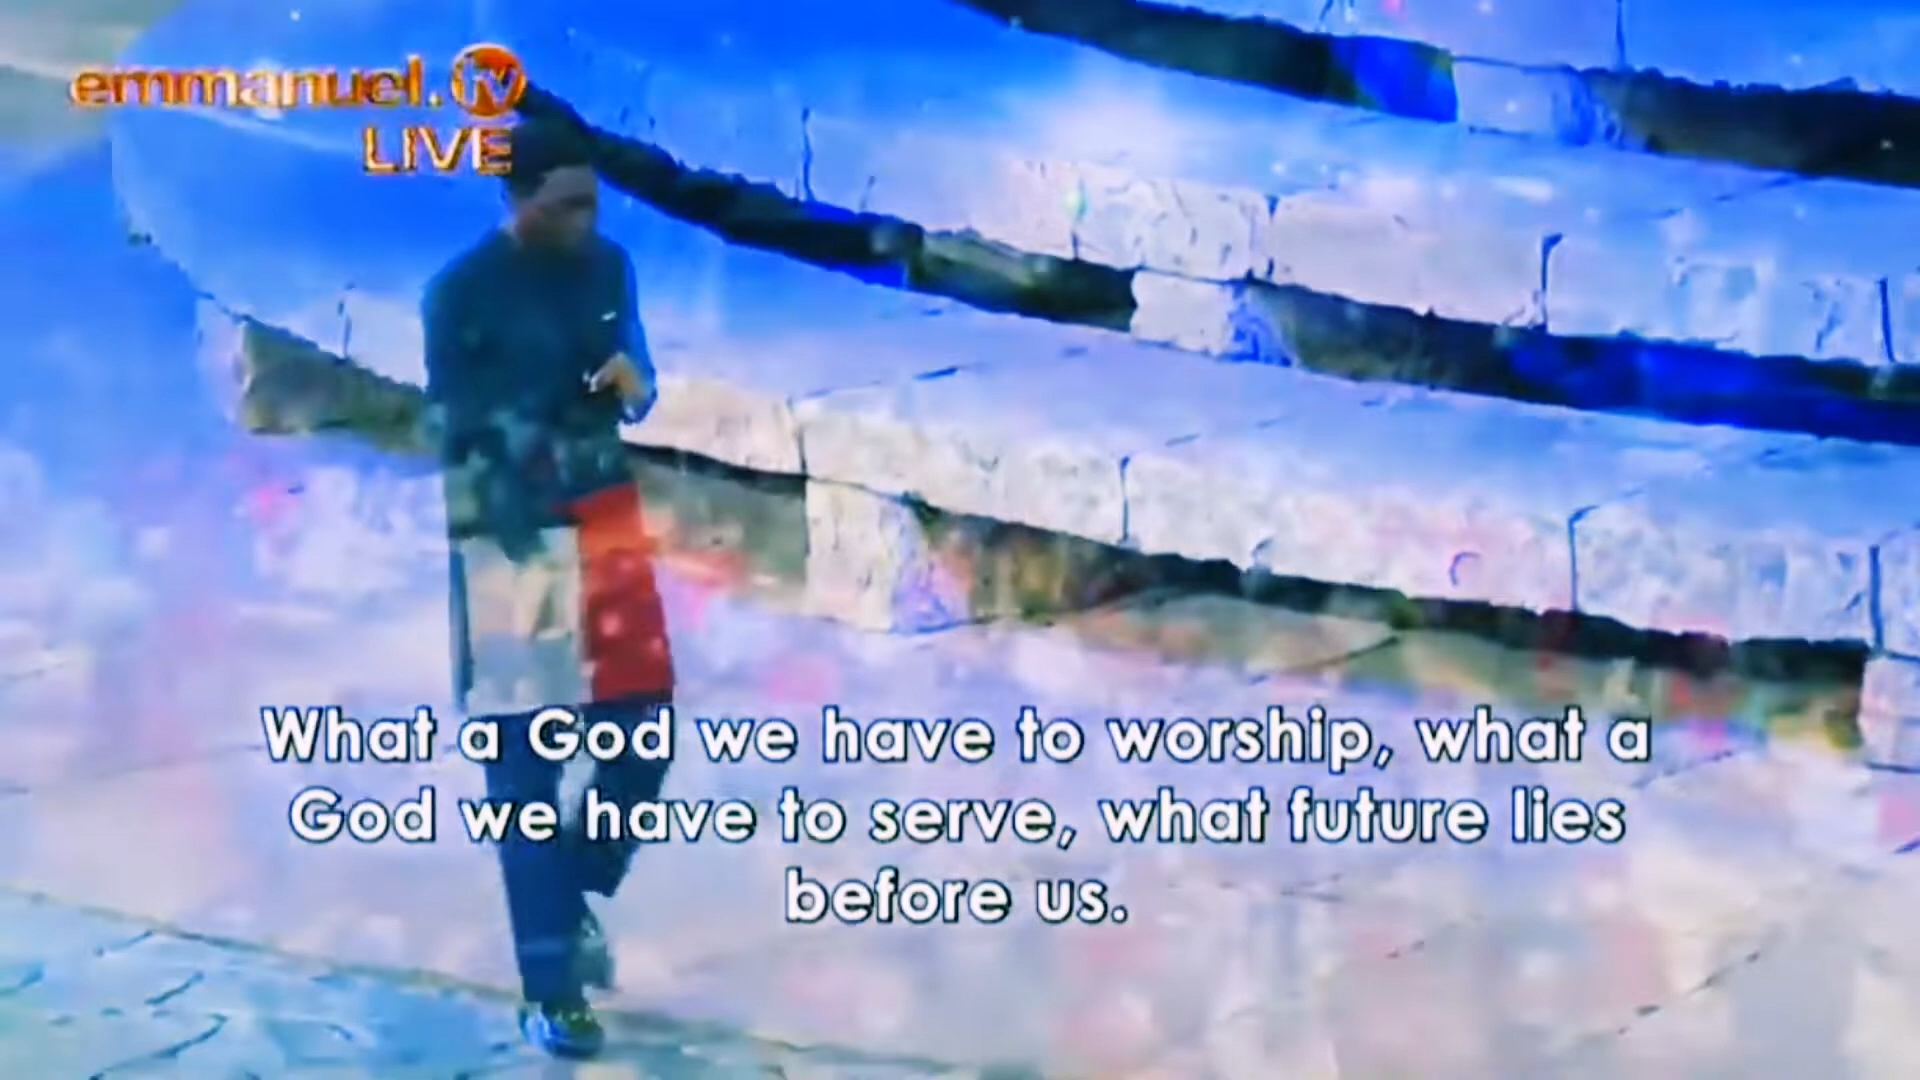 emmanuel.tv
LIVE
What a God we have to worship, what a
God we have to serve, what future lies
before us.